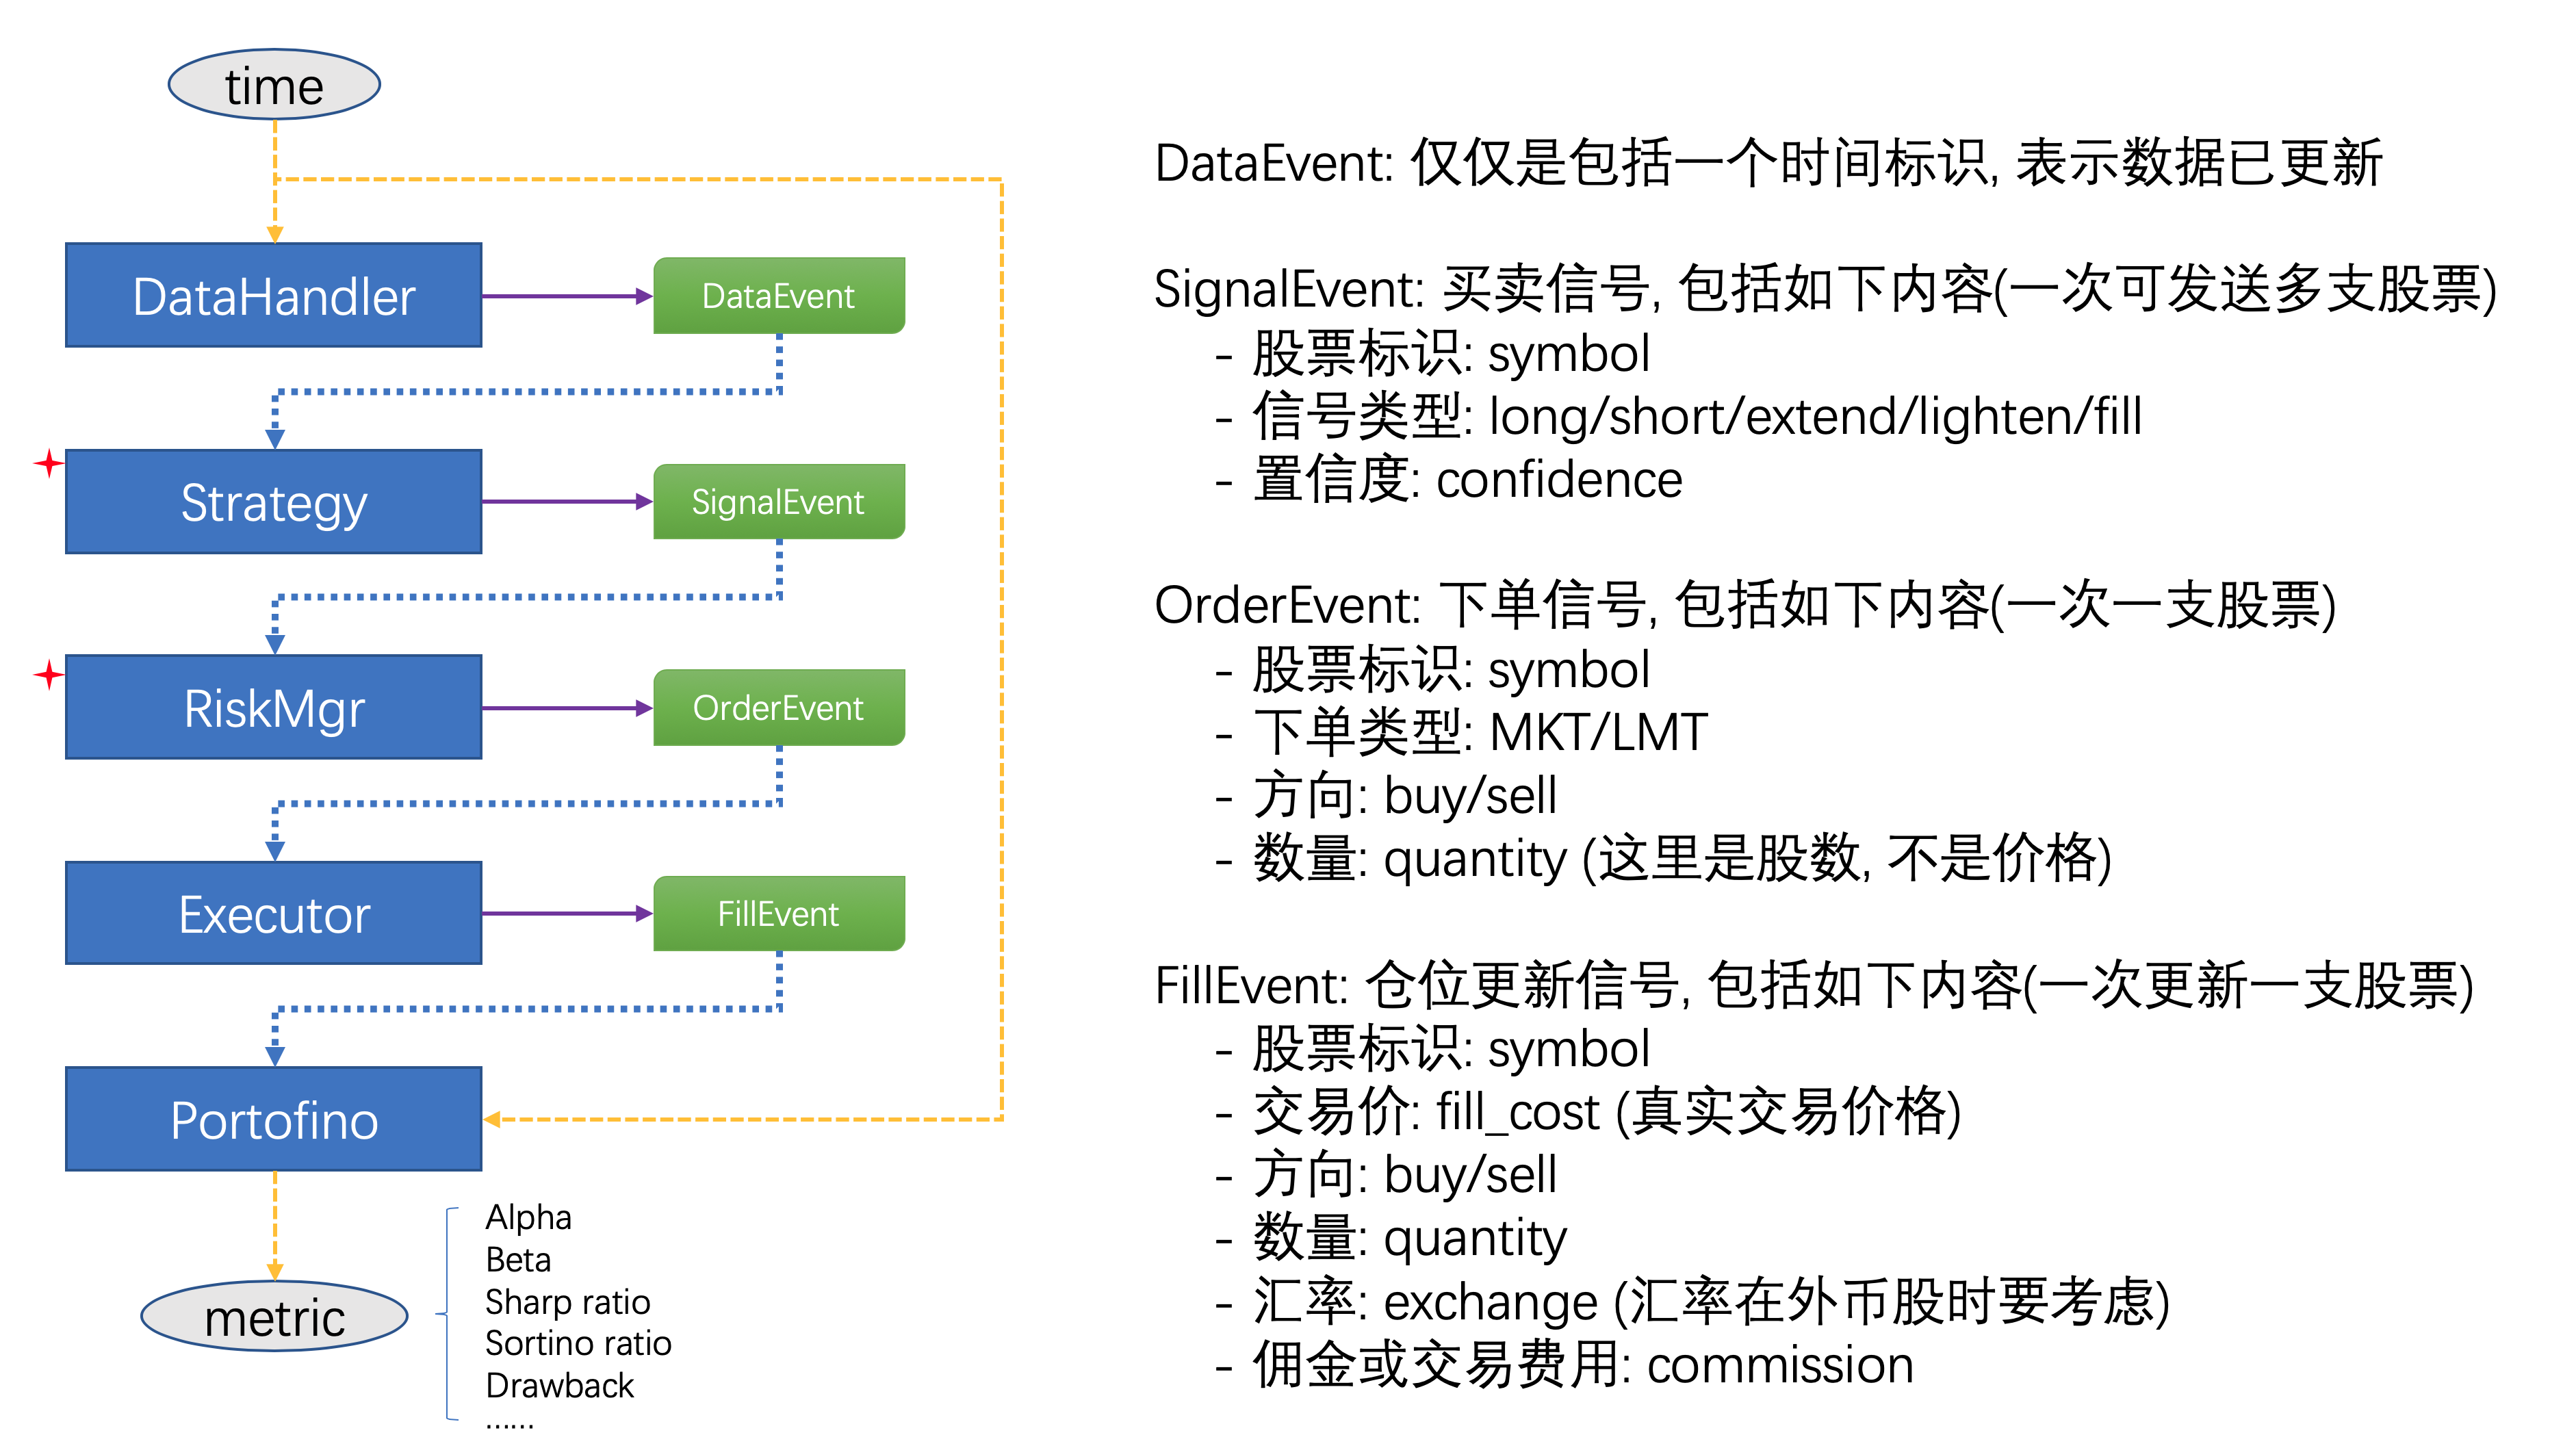 time
DataHandler
DataEvent
Strategy
SignalEvent
RiskMgr
OrderEvent
Executor
FillEvent
Portofino
metric
Alpha
Beta
Sharp ratio
Sortino ratio
Drawback
......
DataEvent: 仅仅是包括一个时间标识, 表示数据已更新
SignalEvent: 买卖信号, 包括如下内容(一次可发送多支股票)
- 股票标识: symbol
- 信号类型: long/short/extend/lighten/fill
- 置信度: confidence
OrderEvent: 下单信号, 包括如下内容(一次一支股票)
- 股票标识: symbol
- 下单类型: MKT/LMT
- 方向: buy/sell
- 数量: quantity (这里是股数, 不是价格)
FillEvent: 仓位更新信号, 包括如下内容(一次更新一支股票)
- 股票标识: symbol
- 交易价: fill_cost (真实交易价格)
- 方向: buy/sell
- 数量: quantity
- 汇率: exchange (汇率在外币股时要考虑)
- 佣金或交易费用: commission